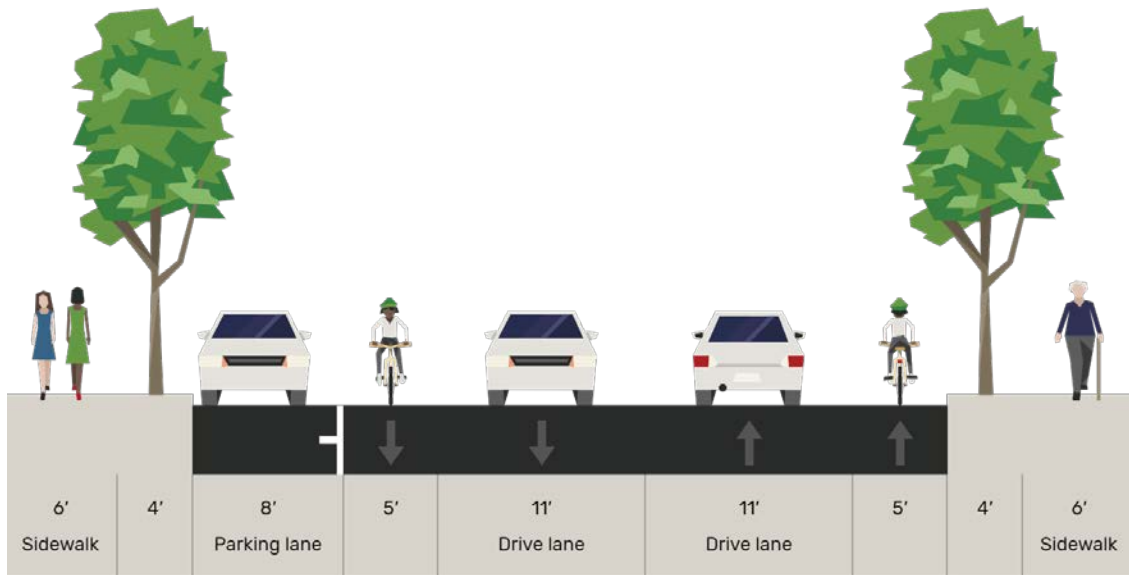 6′ 4′ 8′ 5′ 11′ 11′ 5′ 4′ 6′
Sidewalk Parking lane Drive lane Drive lane Sidewalk